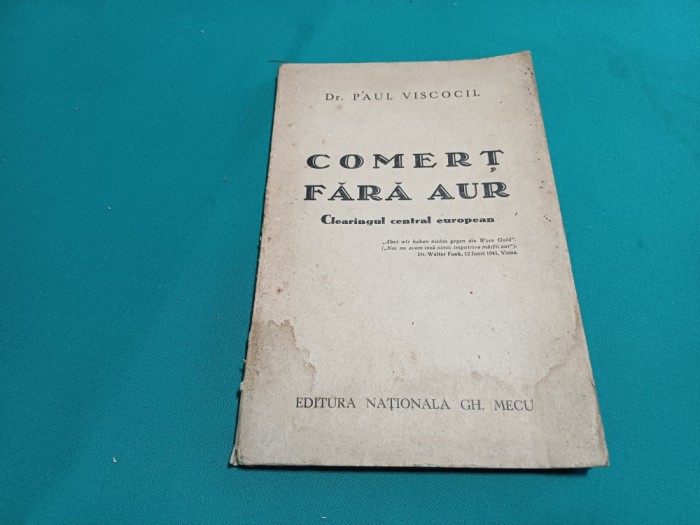 Dr. PAUL VISCOCIL
COMERȚ
FĂRĂ AUR
Clearingul central european
„Aber wir haben nichts gegen die Ware Gold".
(„Noi nu avem însă nimic împotriva mărfii aur").
Dr. Walter Funk, 12 Iunie 1941, Viena.
EDITURA NAȚIONALA GH. MECU